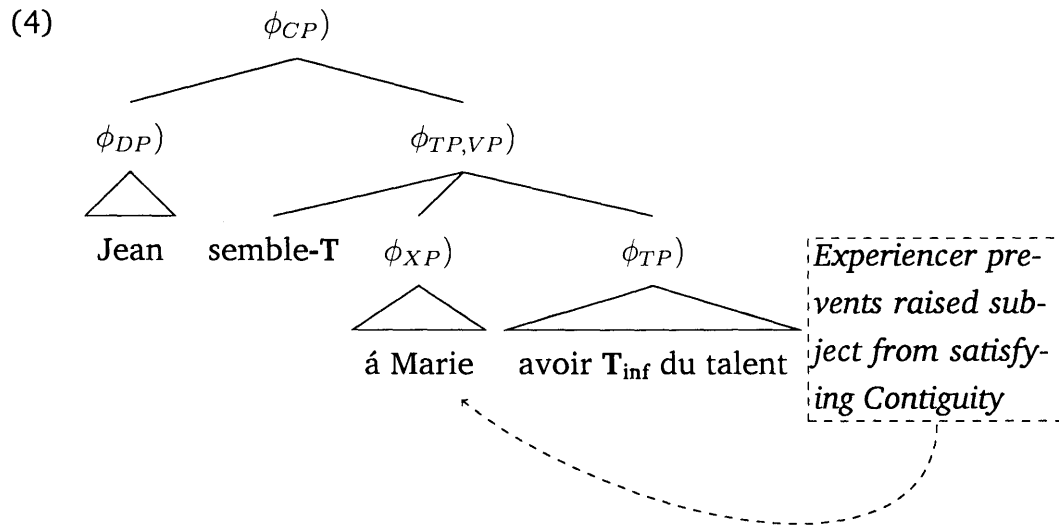 (4)
ϕCP)
ϕDP) ϕTP,VP)
Jean semble-T ϕXP) ϕTP)
á Marie avoir Tinf du talent
Experiencer pre-
vents raised sub-
ject from satisfy-
ing Contiguity